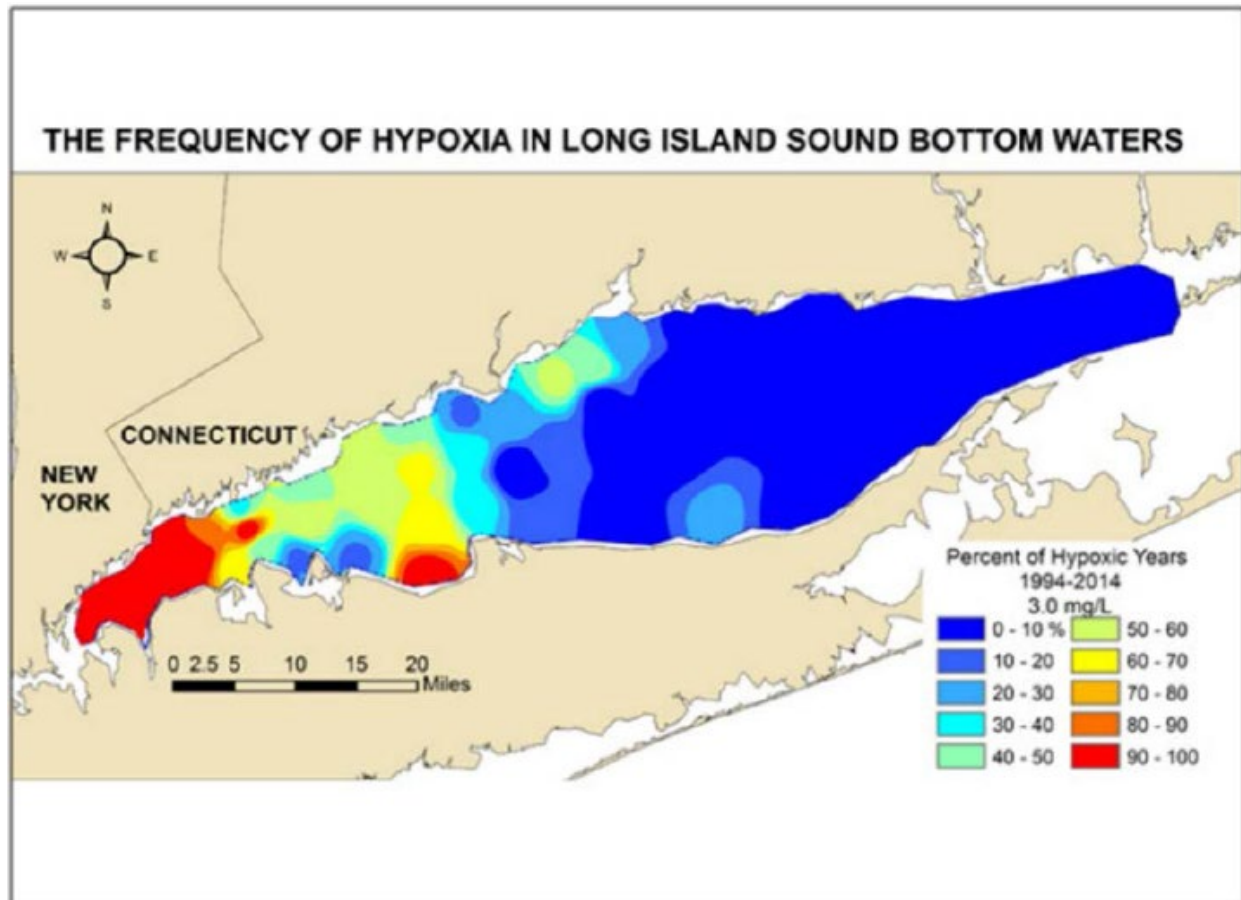 THE FREQUENCY OF HYPOXIA IN LONG ISLAND SOUND BOTTOM WATERS
N
W E
S
CONNECTICUT
NEW
YORK
0 2.5 5 10 15 20
Miles
Percent of Hypoxic Years
1994-2014
3.0 mg/L
0 - 10 % 50 - 60
10 - 20 60 - 70
20 - 30 70 - 80
30 - 40 80 - 90
40 - 50 90 - 100